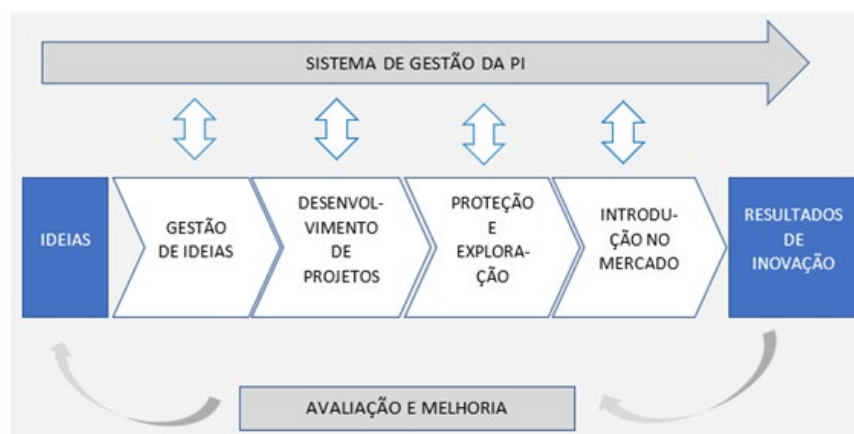 SISTEMA DE GESTÃO DA PI
IDEIAS
GESTÃO
DE IDEIAS
DESENVOL-
VIMENTO
DE
PROJETOS
PROTEÇÃO
E
EXPLORA-
ÇÃO
INTRODU-
ÇÃO NO
MERCADO
RESULTADOS
DE
INOVAÇÃO
AVALIAÇÃO E MELHORIA